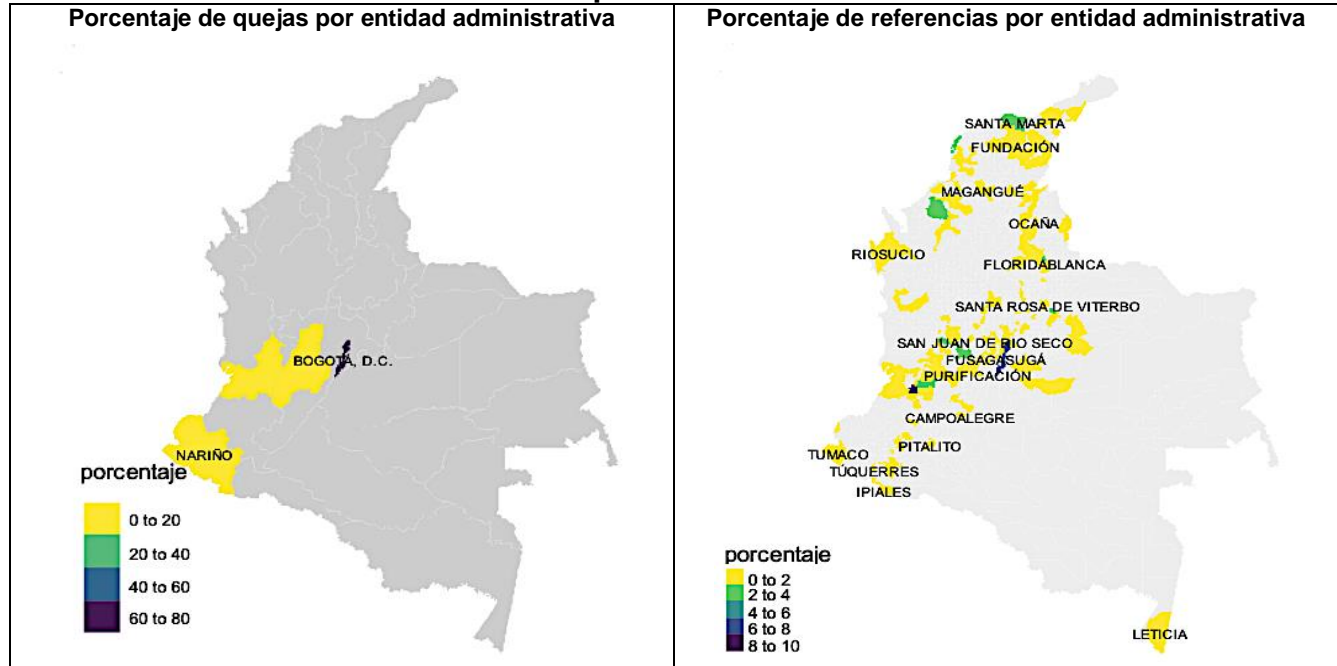 Porcentaje de quejas por entidad administrativa
BOGOTÁ, D.C.
NARIÑO
porcentaje
0 to 20
20 to 40
40 to 60
60 to 80
Porcentaje de referencias por entidad administrativa
SANTA MARTA
FUNDACIÓN
MAGANGUÉ
OCAÑA
RIOSUCIO
FLORIDABLANCA
SANTA ROSA DE VITERBO
SAN JUAN DE RIO SECO
FUSAGASUGÁ
PURIFICACIÓN
CAMPOALEGRE
PITALITO
TUMACO
TÚQUERRES
IPIALES
porcentaje
0 to 2
2 to 4
4 to 6
6 to 8
8 to 10
LETICIA